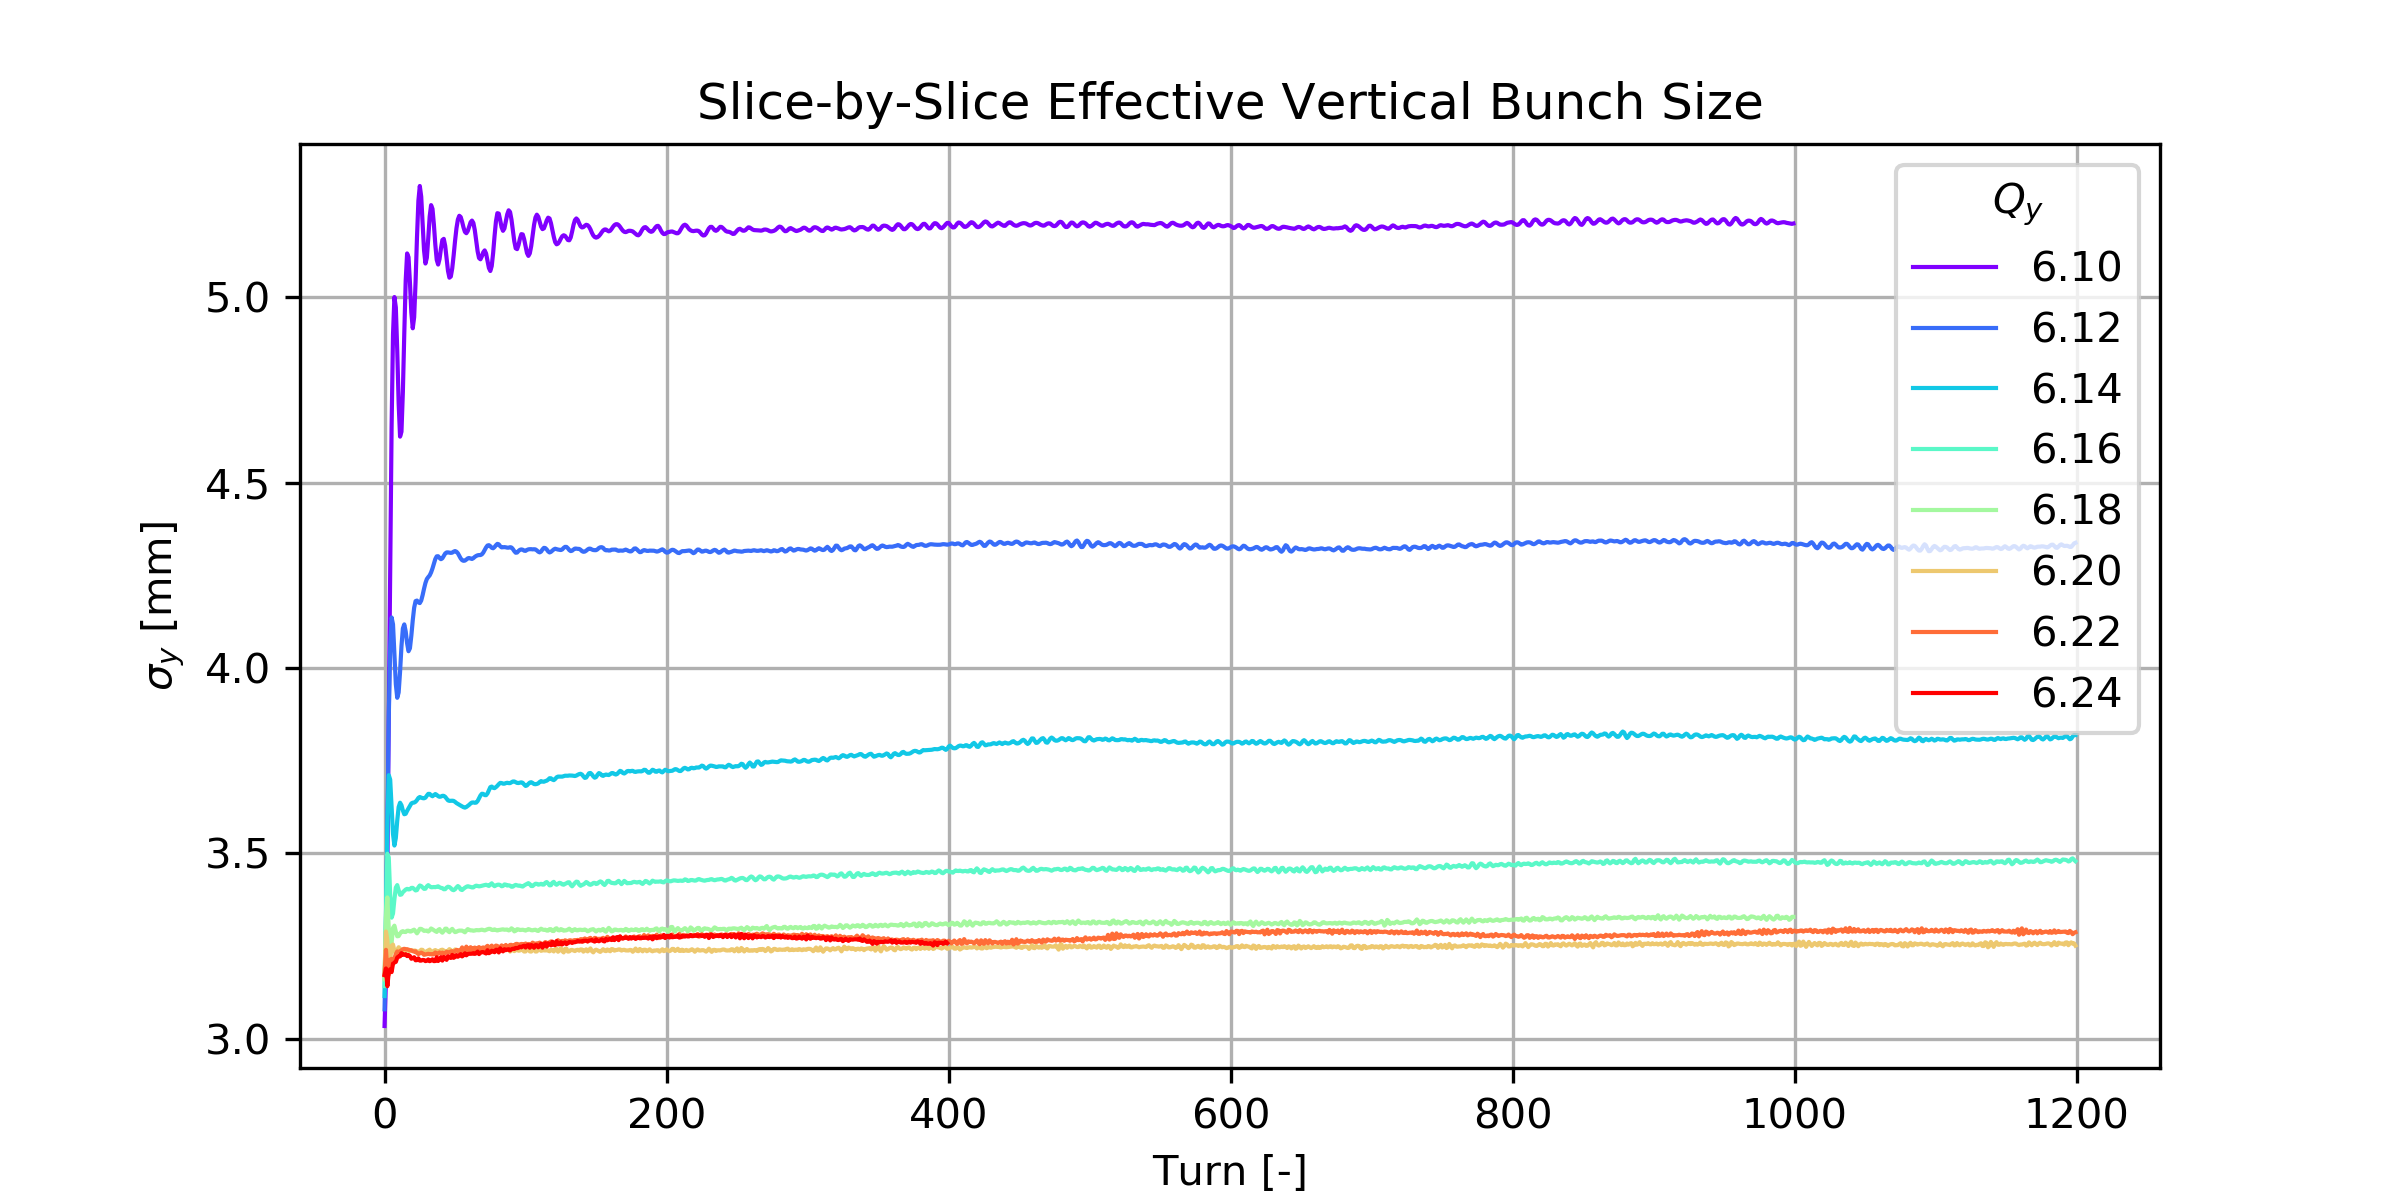 Slice-by-Slice Effective Vertical Bunch Size
σy [mm]
5.0
4.5
4.0
3.5
3.0
0 200 400 600 800 1000 1200
Turn [-]
Qy
6.10
6.12
6.14
6.16
6.18
6.20
6.22
6.24